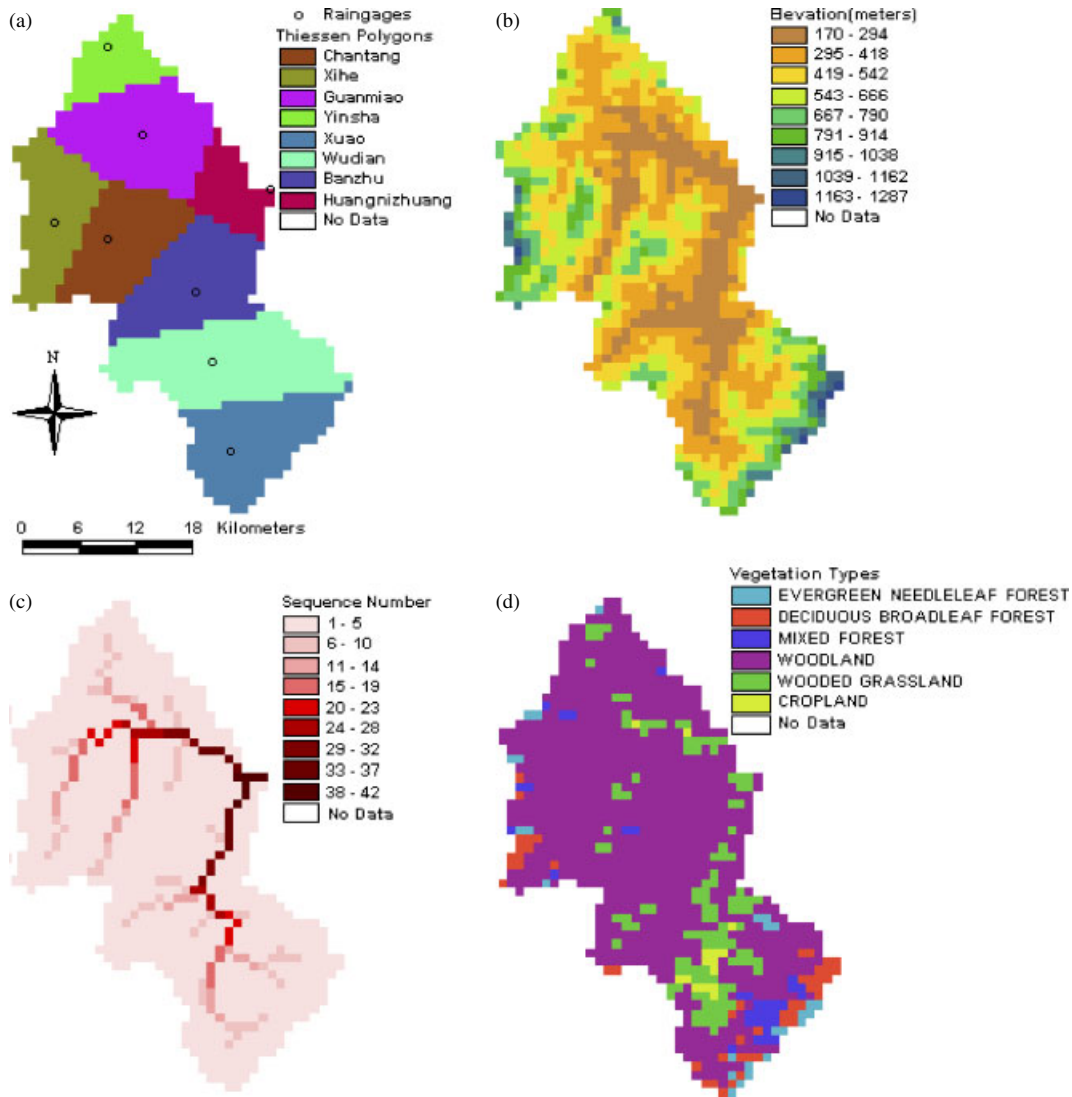 (a)
Raingages
Thiessen Polygons
Chantang
Xihe
Guanmiao
Yinsha
Xuao
Wudian
Banzhu
Huangnizhuang
No Data
N
0 6 12 18 Kilometers
(b)
Elevation(meters)
170 - 294
295 - 418
419 - 542
543 - 666
667 - 790
791 - 914
915 - 1038
1039 - 1162
1163 - 1287
No Data
(c)
Sequence Number
1 - 5
6 - 10
11 - 14
15 - 19
20 - 23
24 - 28
29 - 32
33 - 37
38 - 42
No Data
(d)
Vegetation Types
EVERGREEN NEEDLELEAF FOREST
DECIDUOUS BROADLEAF FOREST
MIXED FOREST
WOODLAND
WOODED GRASSLAND
CROPLAND
No Data